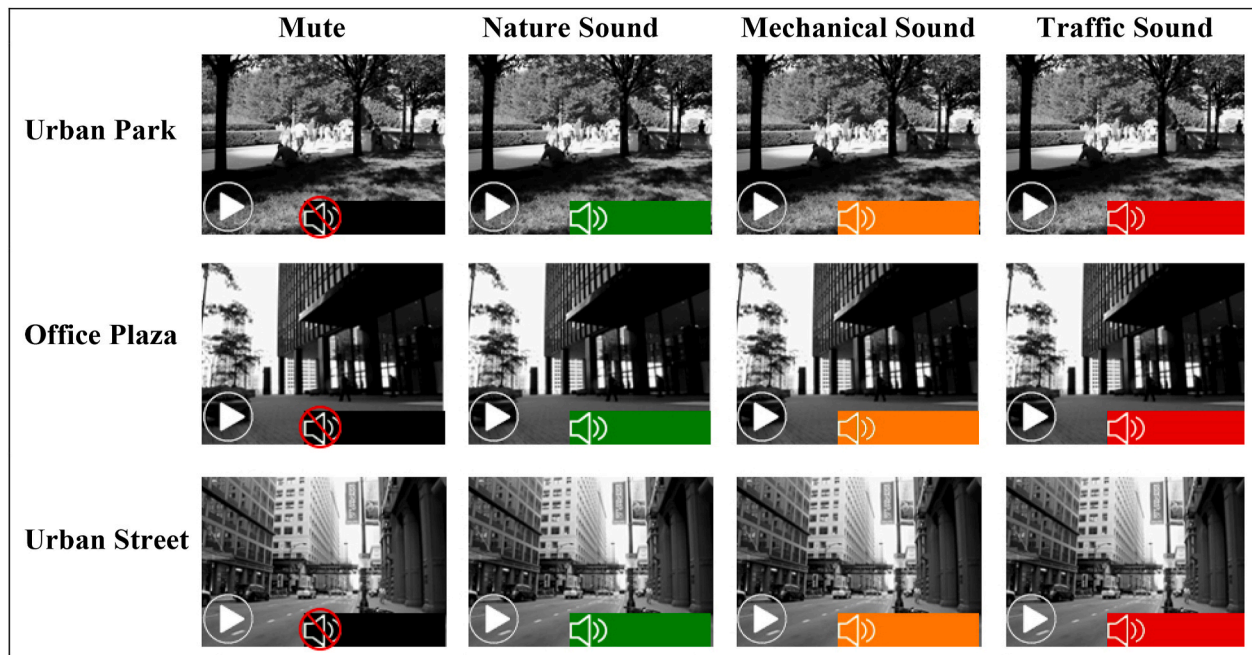 Mute
Nature Sound
Mechanical Sound
Traffic Sound
Urban Park
Office Plaza
Urban Street